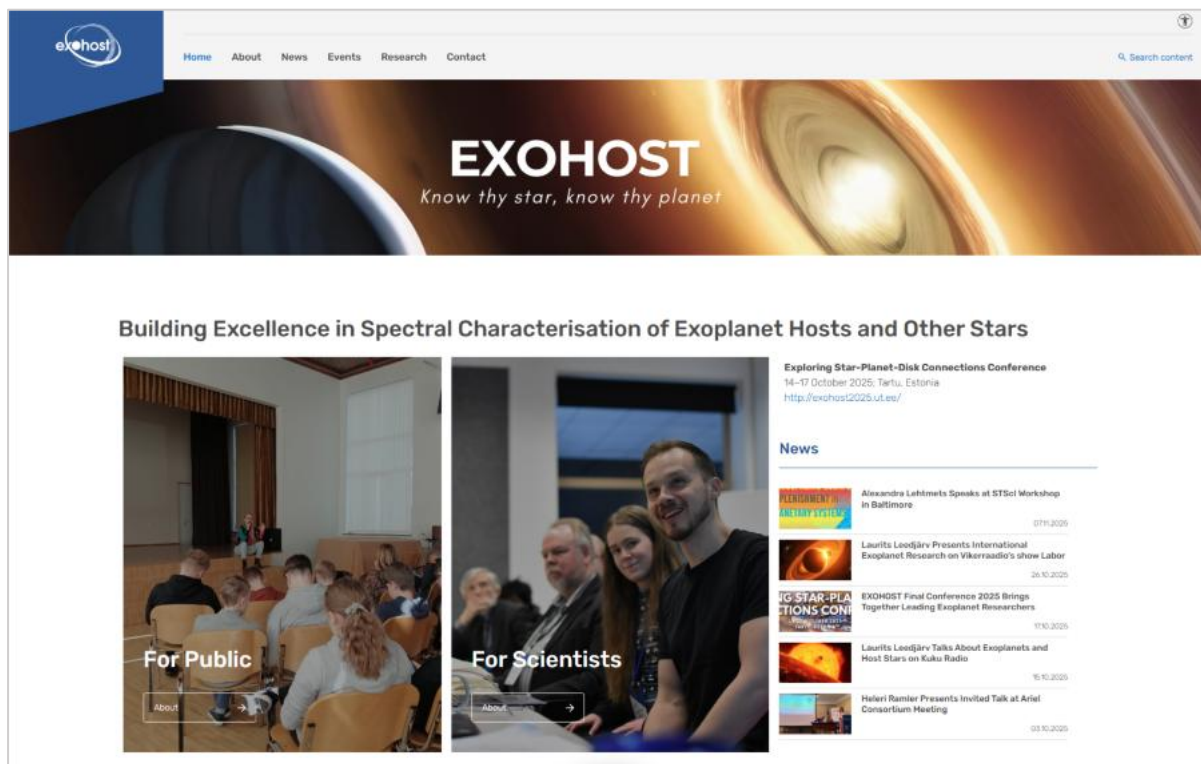 exohost
Home About News Events Research Contact
Search content
EXOHOST
Know thy star, know thy planet
Building Excellence in Spectral Characterisation of Exoplanet Hosts and Other Stars
For Public
About
For Scientists
About
Exploring Star-Planet-Disk Connections Conference
14–17 October 2025; Tartu, Estonia
http://exohost2025.ut.ee/
News
Alexandra Lehtmets Speaks at STScI Workshop
in Baltimore
07.11.2025
Laurits Leedjärv Presents International
Exoplanet Research on Vikerraadio's show Labor
26.10.2025
NG STAR-PLA
CTIONS CONF
EXOHOST Final Conference 2025 Brings
Together Leading Exoplanet Researchers
17.10.2025
Laurits Leedjärv Talks About Exoplanets and
Host Stars on Kuku Radio
15.10.2025
Heleri Ramler Presents Invited Talk at Ariel
Consortium Meeting
03.10.2025